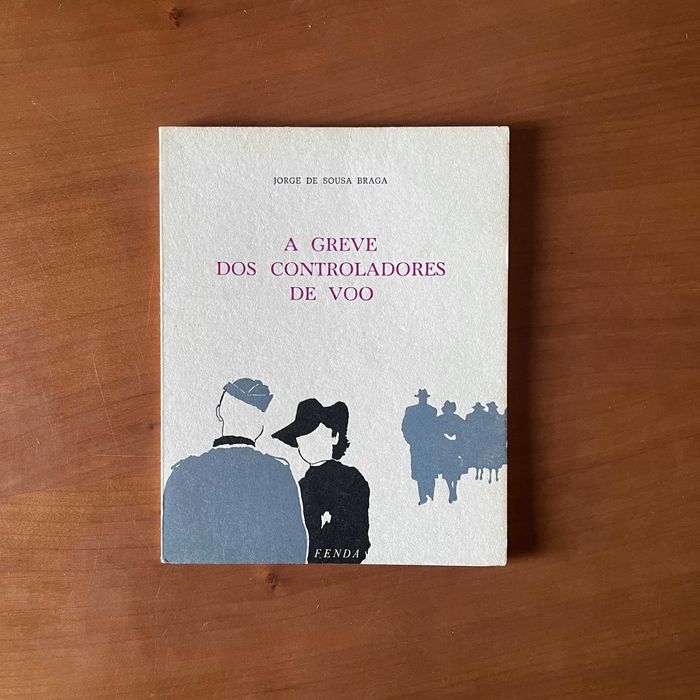 JORGE DE SOUSA BRAGA
A GREVE
DOS CONTROLADORES
DE VOO
FENDA